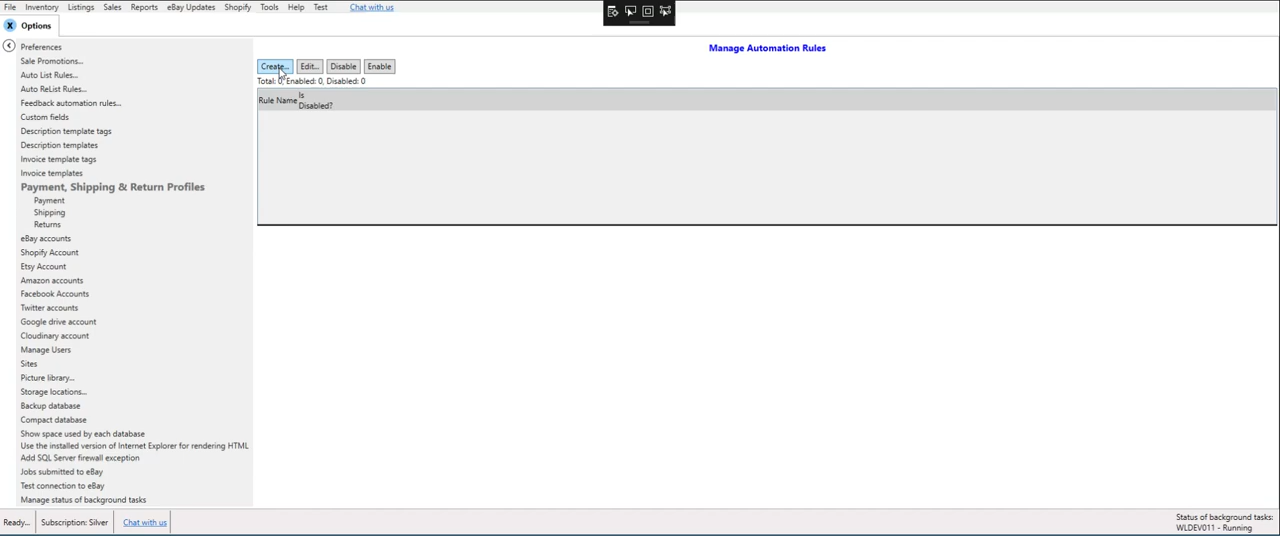 File Inventory Listings Sales Reports eBay Updates Shopify Tools Help Test Chat with us
X Options
Preferences
Sale Promotions...
Auto List Rules...
Auto ReList Rules...
Feedback automation rules...
Custom fields
Description template tags
Description templates
Invoice template tags
Invoice templates
Payment, Shipping & Return Profiles
Payment
Shipping
Returns
eBay accounts
Shopify Account
Etsy Account
Amazon accounts
Facebook Accounts
Twitter accounts
Google drive account
Cloudinary account
Manage Users
Sites
Picture library...
Storage locations...
Backup database
Compact database
Show space used by each database
Use the installed version of Internet Explorer for rendering HTML
Add SQL Server firewall exception
Jobs submitted to eBay
Test connection to eBay
Manage status of background tasks
Manage Automation Rules
Create... Edit... Disable Enable
Total: 0, Enabled: 0, Disabled: 0
Rule Name Is
Disabled?
Ready... Subscription: Silver Chat with us
Status of background tasks:
WLDEV011 - Running